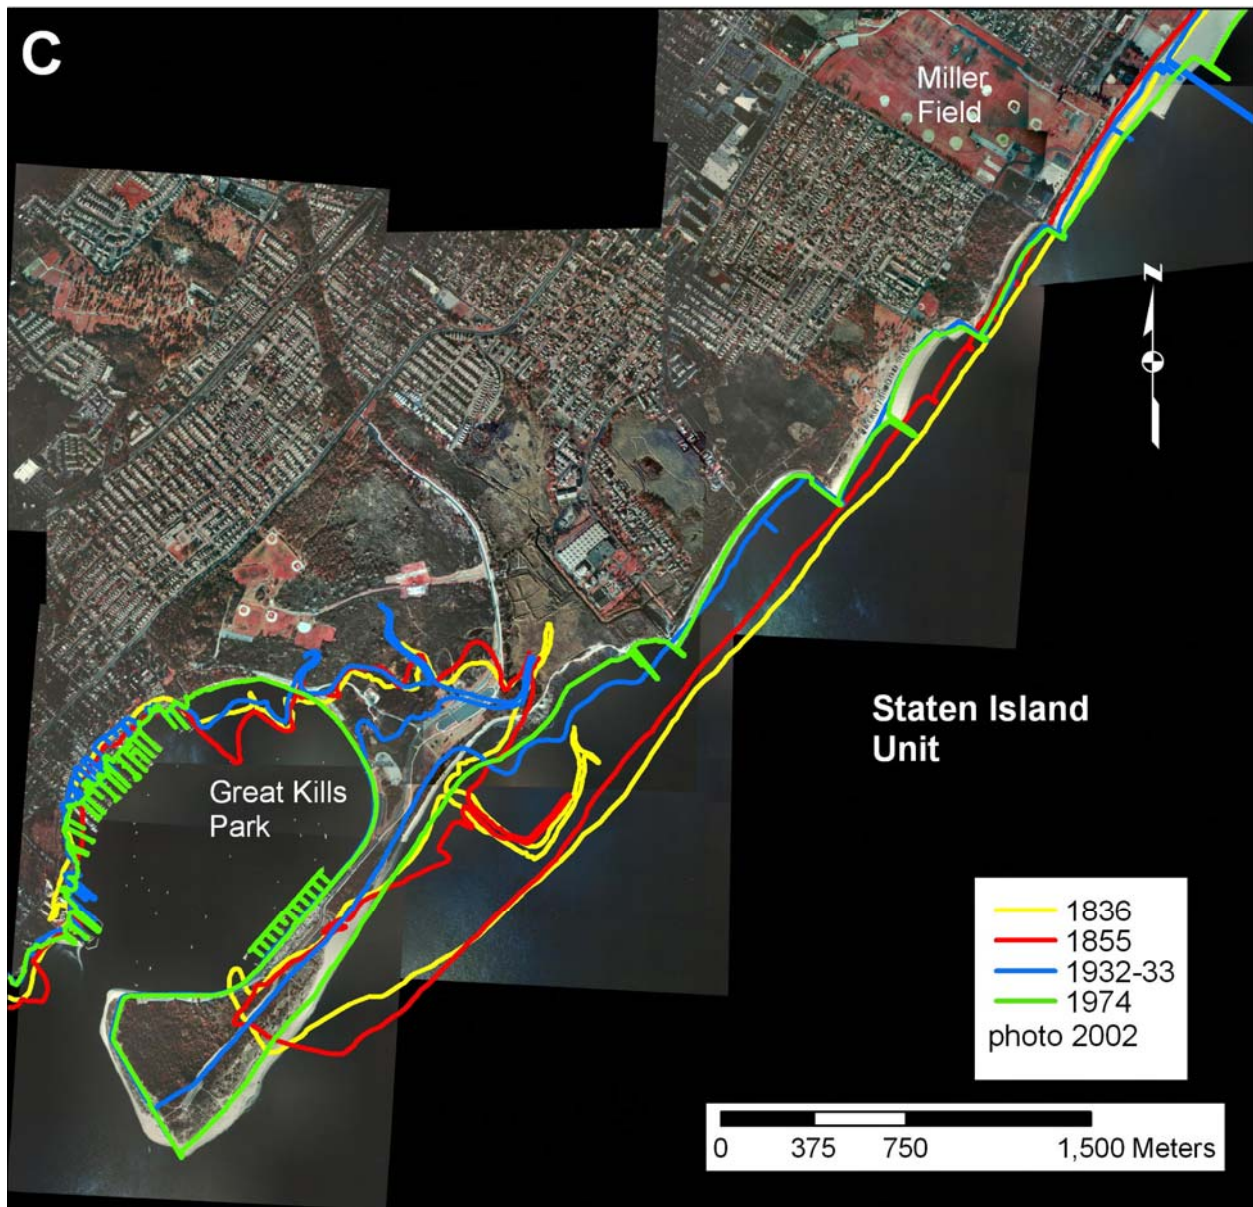 C
Miller
Field
N
Staten Island
Unit
Great Kills
Park
1836
1855
1932-33
1974
photo 2002
0 375 750 1,500 Meters